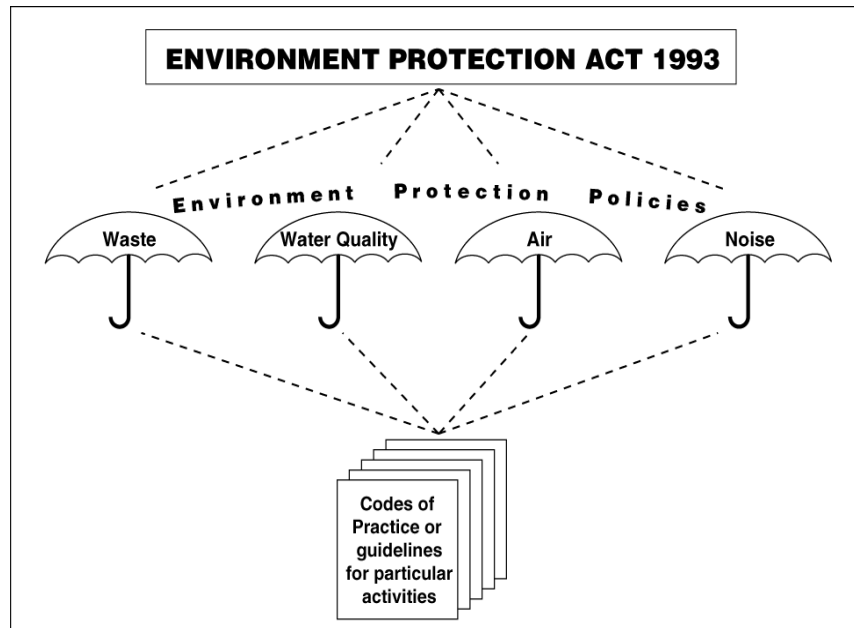 ENVIRONMENT PROTECTION ACT 1993
Environment Protection Policies
Waste
Water Quality
Air
Noise
Codes of
Practice or
guidelines
for particular
activities